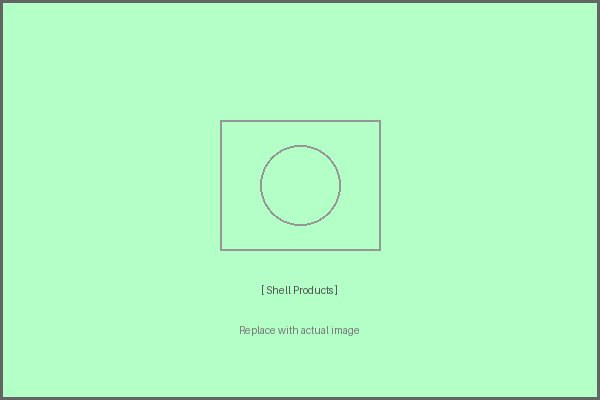 [ Shell Products ]
Replace with actual image